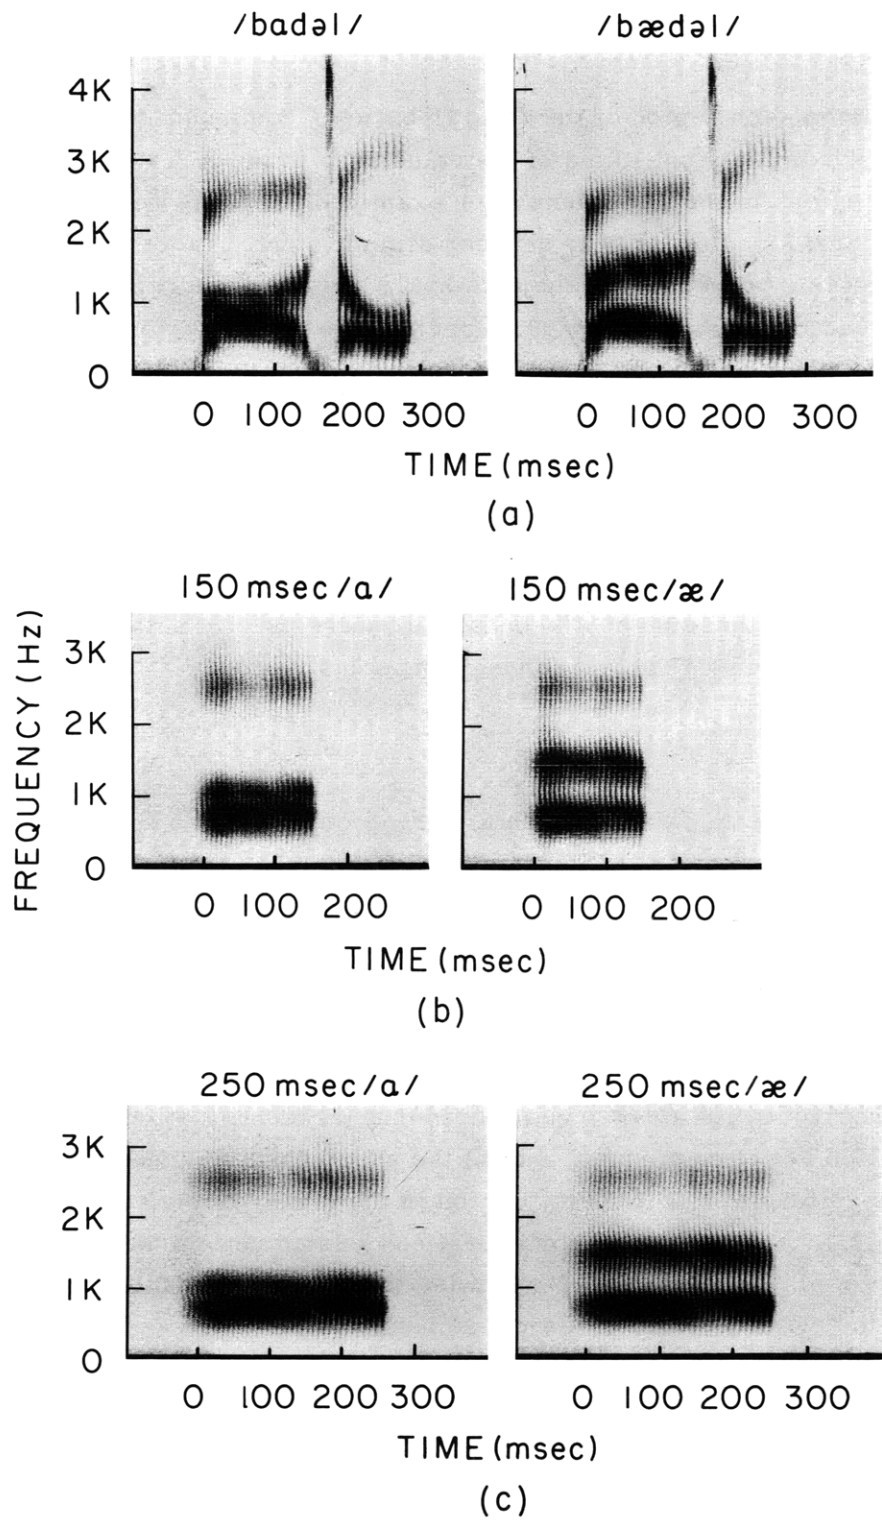 /badəl/ /bædəl/
4K
3K
2K
1K
0
0 100 200 300 0 100 200 300
TIME (msec)
(a)
150 msec /a/ 150 msec /æ/
FREQUENCY (Hz)
3K
2K
1K
0
0 100 200 0 100 200
TIME (msec)
(b)
250 msec /a/ 250 msec /æ/
3K
2K
1K
0
0 100 200 300 0 100 200 300
TIME (msec)
(c)